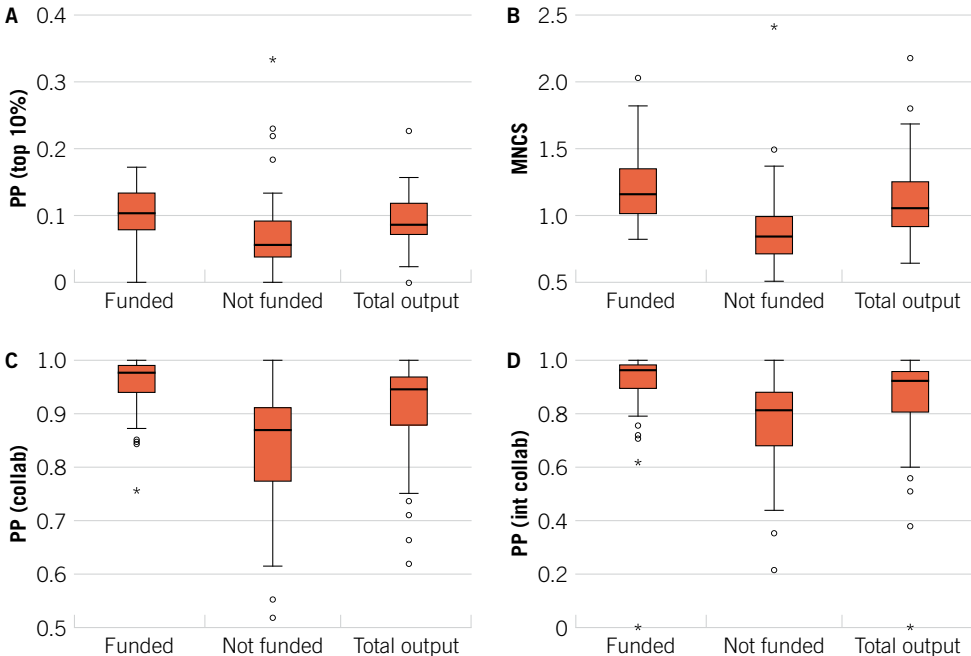 A
PP (top 10%)
0.4
0.3
0.2
0.1
0
Funded Not funded Total output
B
MNCS
2.5
2.0
1.5
1.0
0.5
Funded Not funded Total output
C
PP (collab)
1.0
0.9
0.8
0.7
0.6
0.5
Funded Not funded Total output
D
PP (int collab)
1.0
0.8
0.6
0.4
0.2
0
Funded Not funded Total output